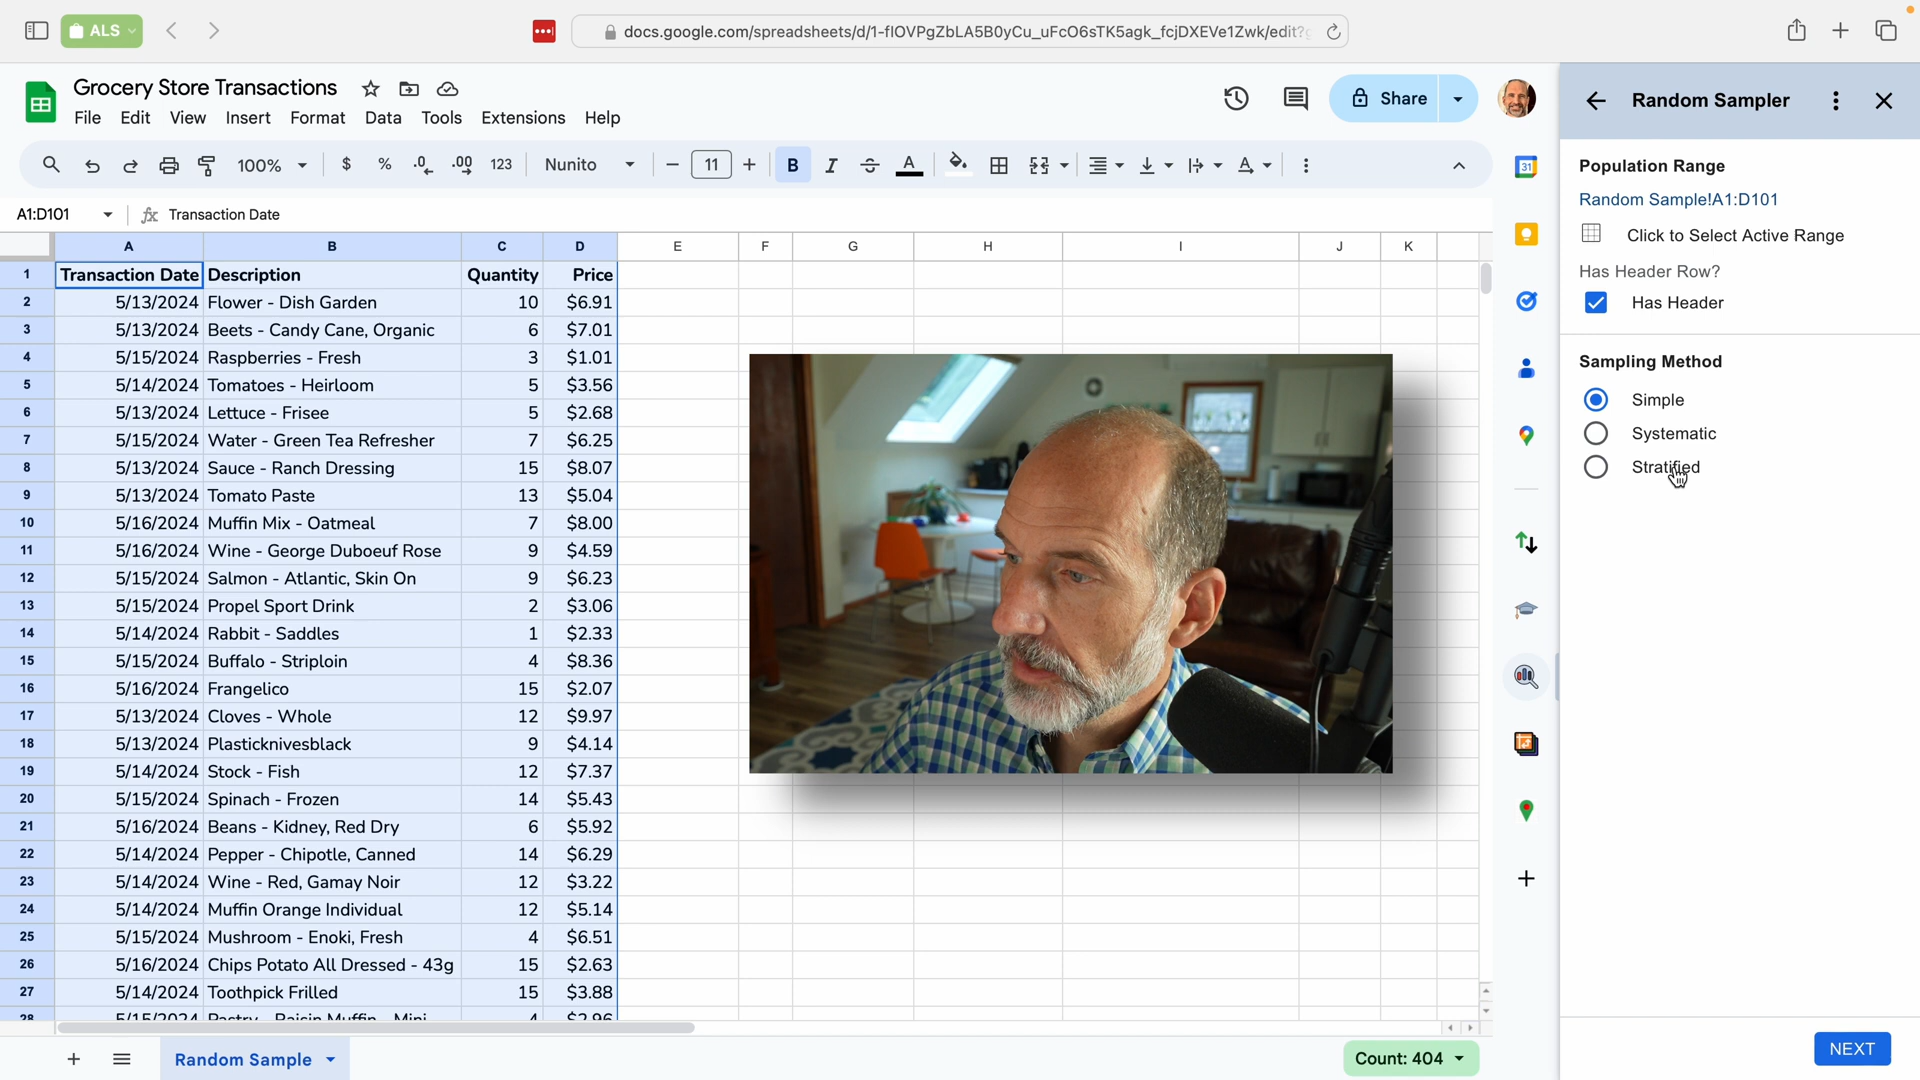 ALS
docs.google.com/spreadsheets/d/1-fIOVPgZbLA5B0yCu_uFcO6sTK5agk_fcjDXEVe1Zwk/edit?
Grocery Store Transactions
File Edit View Insert Format Data Tools Extensions Help
Share
100% $ % .0 .00 123 Nunito 11 B I A
A1:D101 fx Transaction Date
A B C D E F G H I J K
1 Transaction Date Description Quantity Price
2 5/13/2024 Flower - Dish Garden 10 $6.91
3 5/13/2024 Beets - Candy Cane, Organic 6 $7.01
4 5/15/2024 Raspberries - Fresh 3 $1.01
5 5/14/2024 Tomatoes - Heirloom 5 $3.56
6 5/13/2024 Lettuce - Frisee 5 $2.68
7 5/15/2024 Water - Green Tea Refresher 7 $6.25
8 5/13/2024 Sauce - Ranch Dressing 15 $8.07
9 5/13/2024 Tomato Paste 13 $5.04
10 5/16/2024 Muffin Mix - Oatmeal 7 $8.00
11 5/16/2024 Wine - George Duboeuf Rose 9 $4.59
12 5/15/2024 Salmon - Atlantic, Skin On 9 $6.23
13 5/15/2024 Propel Sport Drink 2 $3.06
14 5/14/2024 Rabbit - Saddles 1 $2.33
15 5/15/2024 Buffalo - Striploin 4 $8.36
16 5/16/2024 Frangelico 15 $2.07
17 5/13/2024 Cloves - Whole 12 $9.97
18 5/13/2024 Plasticknivesblack 9 $4.14
19 5/14/2024 Stock - Fish 12 $7.37
20 5/15/2024 Spinach - Frozen 14 $5.43
21 5/16/2024 Beans - Kidney, Red Dry 6 $5.92
22 5/14/2024 Pepper - Chipotle, Canned 14 $6.29
23 5/14/2024 Wine - Red, Gamay Noir 12 $3.22
24 5/14/2024 Muffin Orange Individual 12 $5.14
25 5/15/2024 Mushroom - Enoki, Fresh 4 $6.51
26 5/16/2024 Chips Potato All Dressed - 43g 15 $2.63
27 5/14/2024 Toothpick Frilled 15 $3.88
28 5/15/2024 Pastry - Raisin Muffin - Mini 4 $2.96
Random Sample
Count: 404
31
Random Sampler
Population Range
Random Sample!A1:D101
Click to Select Active Range
Has Header Row?
Has Header
Sampling Method
Simple
Systematic
Stratified
NEXT